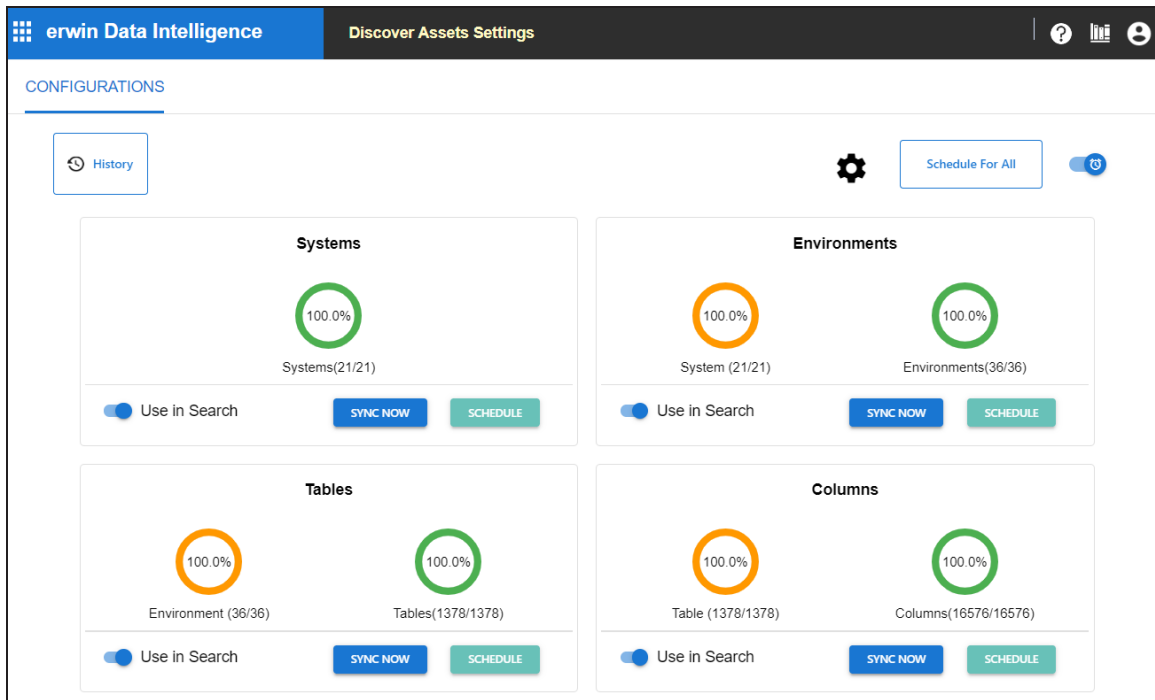 erwin Data Intelligence
Discover Assets Settings
CONFIGURATIONS
History
Schedule For All
Systems
100.0%
Systems(21/21)
Use in Search
SYNC NOW
SCHEDULE
Environments
100.0%
100.0%
System (21/21)
Environments(36/36)
Use in Search
SYNC NOW
SCHEDULE
Tables
100.0%
100.0%
Environment (36/36)
Tables(1378/1378)
Use in Search
SYNC NOW
SCHEDULE
Columns
100.0%
100.0%
Table (1378/1378)
Columns(16576/16576)
Use in Search
SYNC NOW
SCHEDULE